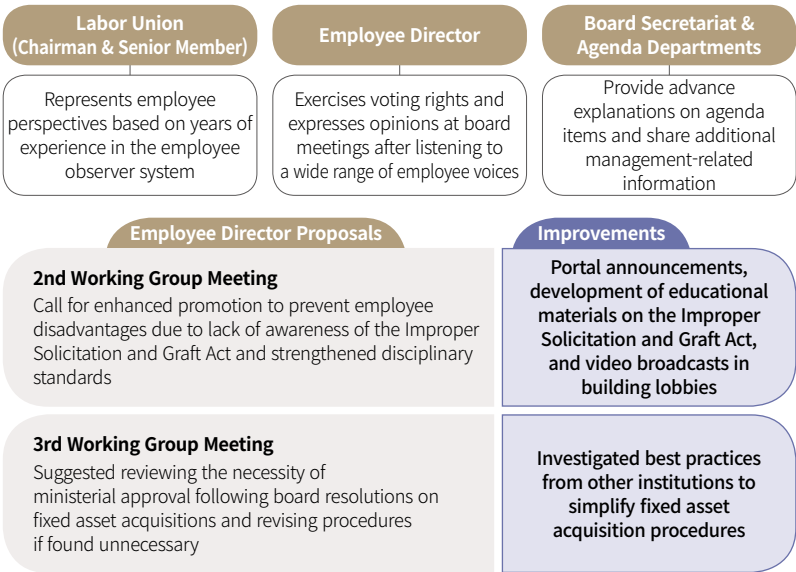 Labor Union
(Chairman & Senior Member)
Represents employee
perspectives based on years of
experience in the employee
observer system
Employee Director
Exercises voting rights and
expresses opinions at board
meetings after listening to
a wide range of employee voices
Board Secretariat
& Agenda Departments
Provide advance
explanations on agenda
items and share additional
management-related
information
Employee Director Proposals
Improvements
2nd Working Group Meeting
Call for enhanced promotion to prevent employee
disadvantages due to lack of awareness of the Improper
Solicitation and Graft Act and strengthened disciplinary
standards
Portal announcements,
development of educational
materials on the Improper
Solicitation and Graft Act,
and video broadcasts in
building lobbies
3rd Working Group Meeting
Suggested reviewing the necessity of
ministerial approval following board resolutions on
fixed asset acquisitions and revising procedures
if found unnecessary
Investigated best practices
from other institutions to
simplify fixed asset
acquisition procedures